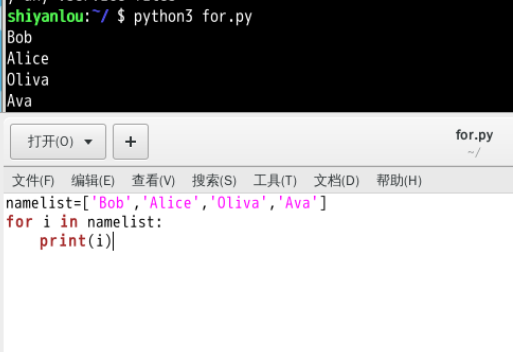 shiyanlou:~/ $ python3 for.py
Bob
Alice
Oliva
Ava
打开(O)
+
for.py
~/
文件(F) 编辑(E) 查看(V) 搜索(S) 工具(T) 文档(D) 帮助(H)
namelist=['Bob','Alice','Oliva','Ava']
for i in namelist:
    print(i)